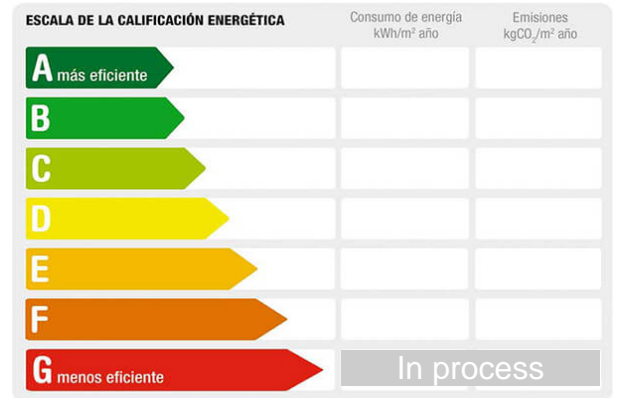 ESCALA DE LA CALIFICACIÓN ENERGÉTICA
Consumo de energía
kWh/m² año
Emisiones
kgCO₂/m² año
A más eficiente
B
C
D
E
F
G menos eficiente
In process